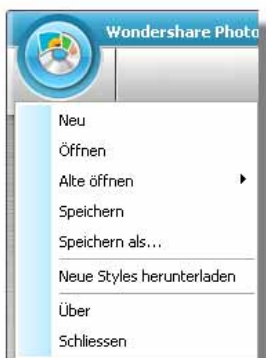 Wondershare Photo
Neu
Öffnen
Alte öffnen
Speichern
Speichern als...
Neue Styles herunterladen
Über
Schliessen